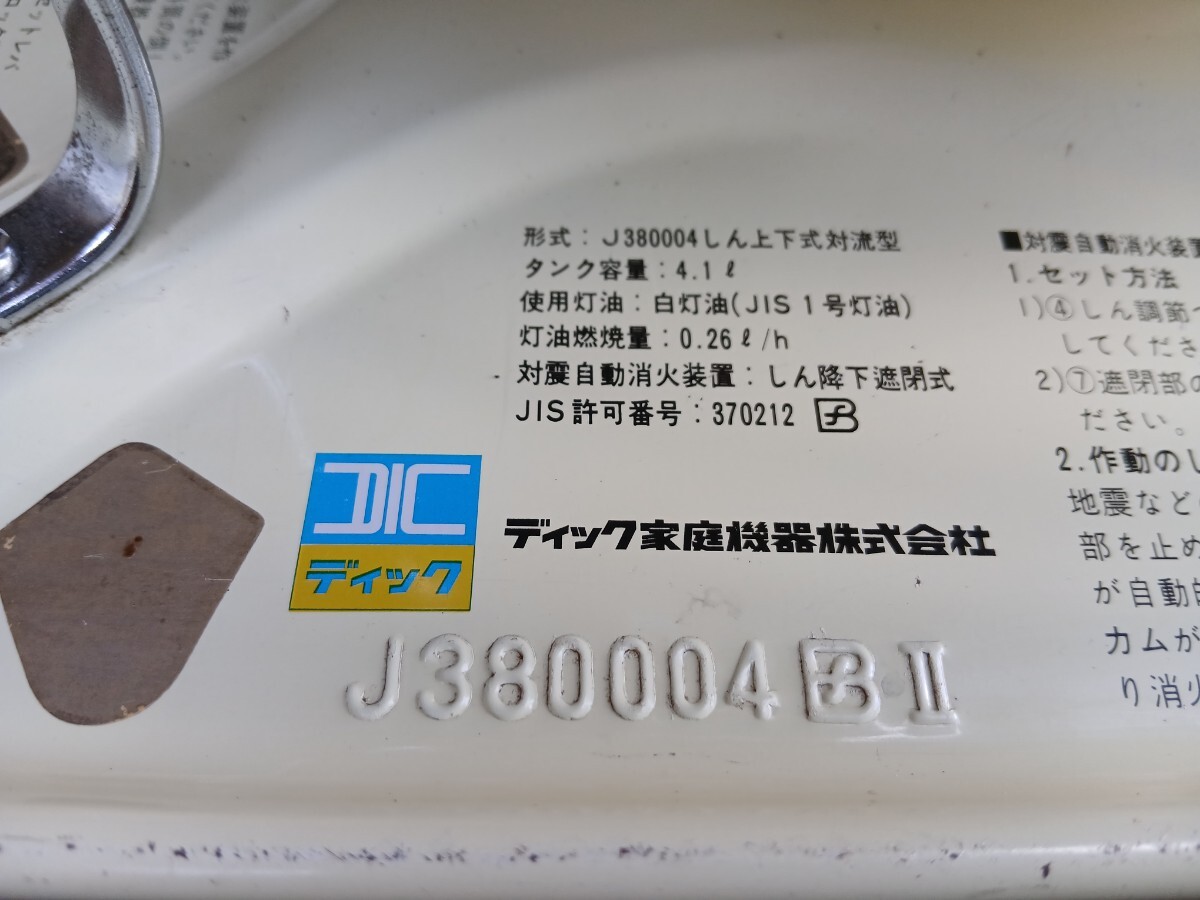 形式：J380004しん上下式対流型
タンク容量：4.1ℓ
使用灯油：白灯油(JIS1号灯油)
灯油燃焼量：0.26ℓ/h
対震自動消火装置：しん降下遮閉式
JIS許可番号：370212
DIC
ディック
ディック家庭機器株式会社
J380004 II
■対震自動消火装置
1.セット方法
1)④しん調節
してくださ
2)⑦遮閉部の
ださい。
2.作動のし
地震など
部を止め
が自動的
カムが
り消火